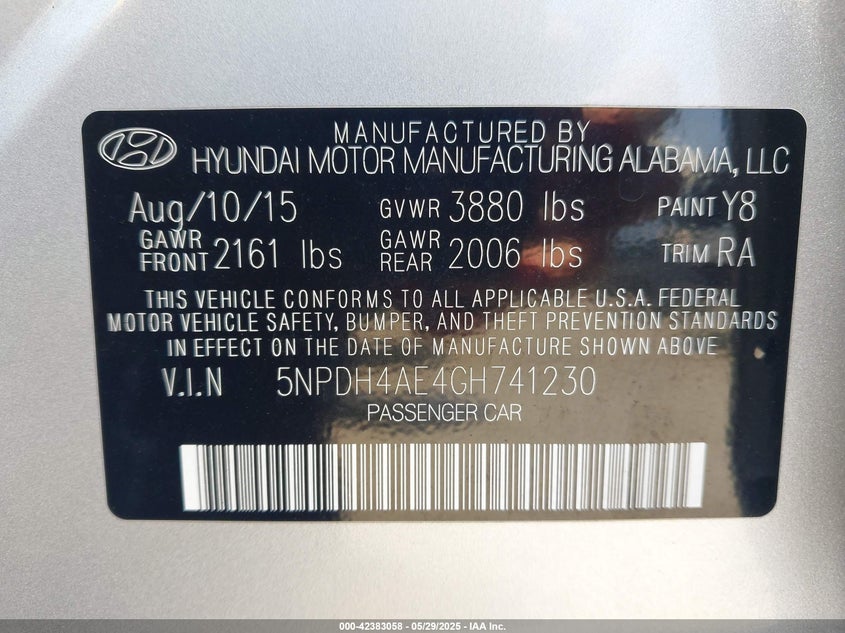 MANUFACTURED BY
HYUNDAI MOTOR MANUFACTURING ALABAMA, LLC
Aug/10/15 GVWR 3880 lbs PAINT Y8
GAWR FRONT 2161 lbs GAWR REAR 2006 lbs TRIM RA
THIS VEHICLE CONFORMS TO ALL APPLICABLE U.S.A. FEDERAL
MOTOR VEHICLE SAFETY, BUMPER, AND THEFT PREVENTION STANDARDS
IN EFFECT ON THE DATE OF MANUFACTURE SHOWN ABOVE
V.I.N 5NPDH4AE4GH741230
PASSENGER CAR
000-42383058 - 05/29/2025 - IAA Inc.